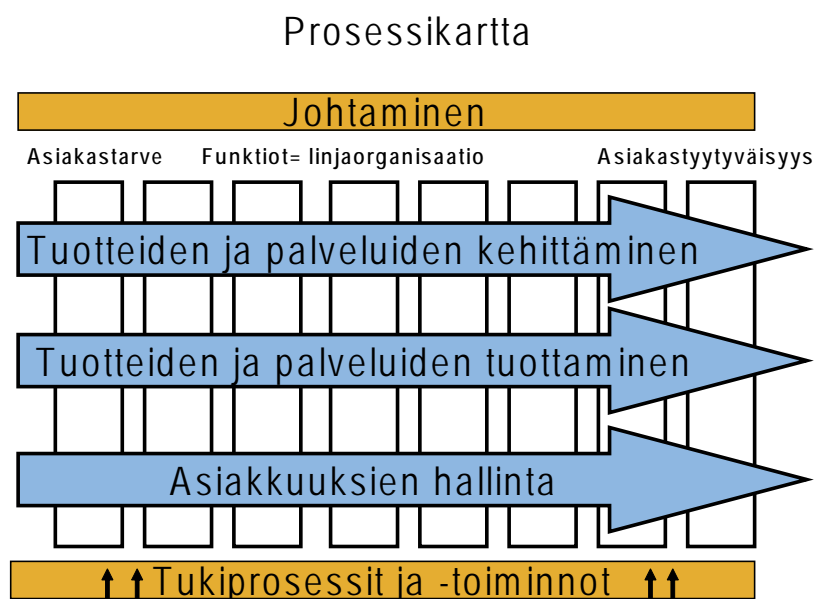 Prosessikartta
Johtaminen
Asiakastarve Funktiot= linjaorganisaatio Asiakastyytyväisyys
Tuotteiden ja palveluiden kehittäminen
Tuotteiden ja palveluiden tuottaminen
Asiakkuuksien hallinta
Tukiprosessit ja -toiminnot